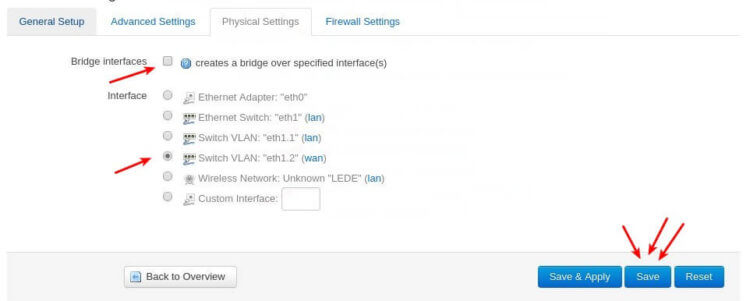 General Setup Advanced Settings Physical Settings Firewall Settings
Bridge interfaces creates a bridge over specified interface(s)
Interface Ethernet Adapter: "eth0"
Ethernet Switch: "eth1" (lan)
Switch VLAN: "eth1.1" (lan)
Switch VLAN: "eth1.2" (wan)
Wireless Network: Unknown "LEDE" (lan)
Custom Interface:
Back to Overview Save & Apply Save Reset